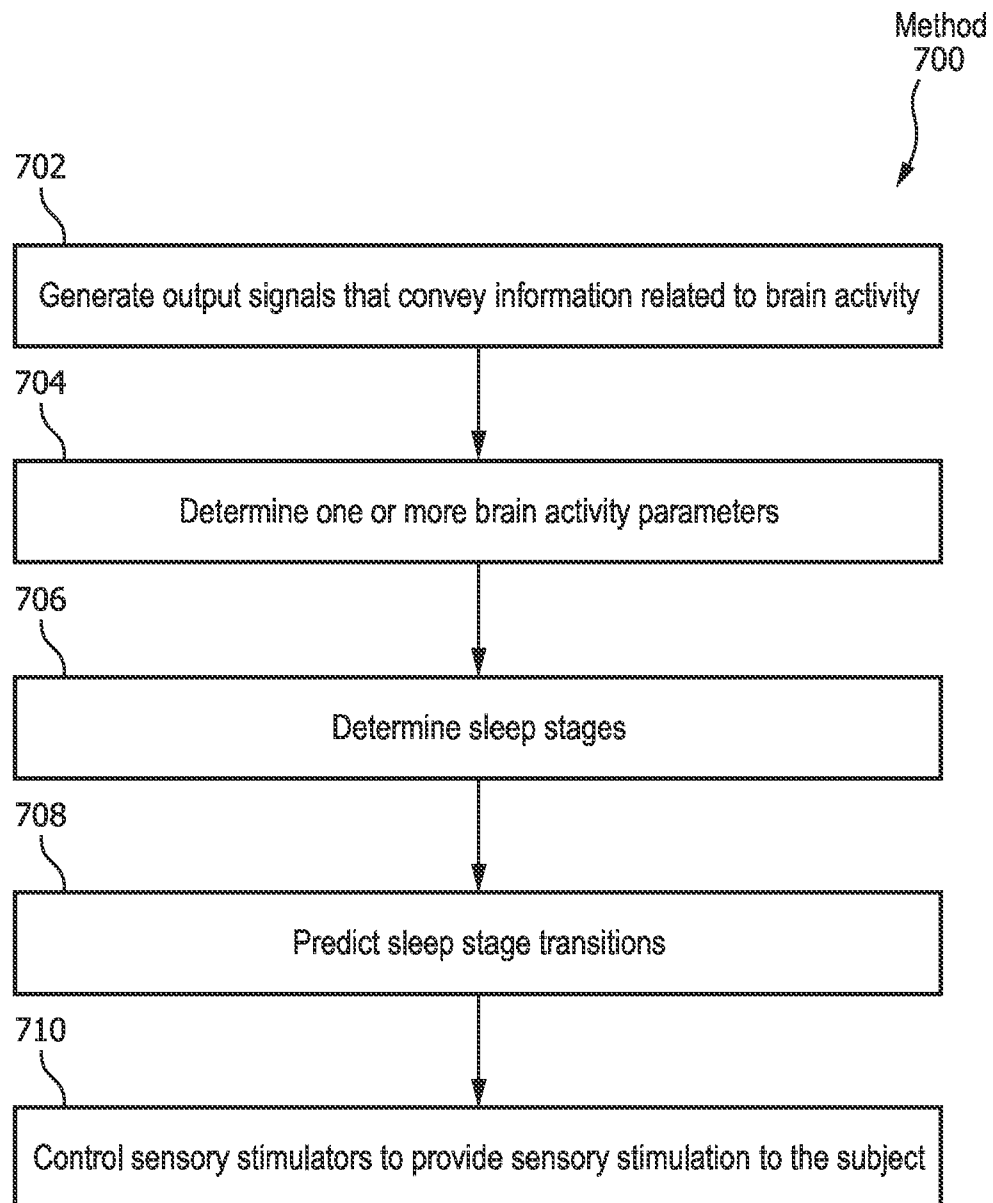 Method
700
702
Generate output signals that convey information related to brain activity
704
Determine one or more brain activity parameters
706
Determine sleep stages
708
Predict sleep stage transitions
710
Control sensory stimulators to provide sensory stimulation to the subject